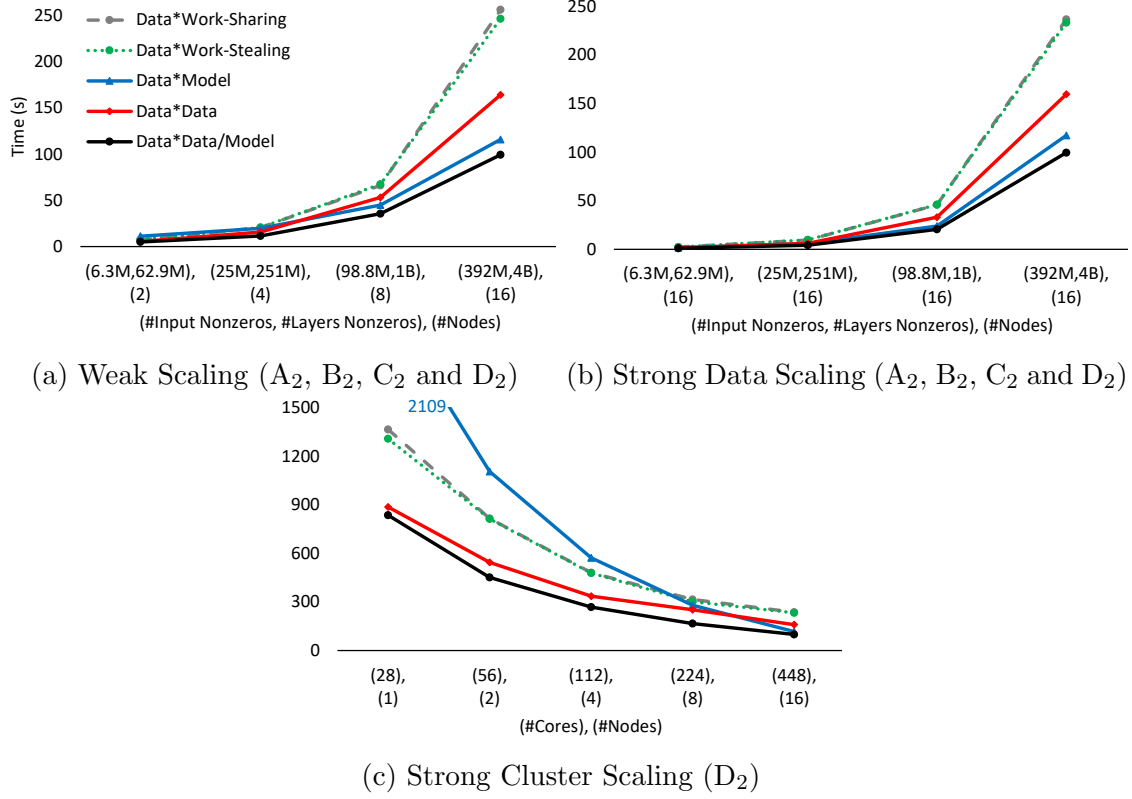 250
200
150
100
50
0
Time (s)
Data*Work-Sharing
Data*Work-Stealing
Data*Model
Data*Data
Data*Data/Model
(6.3M,62.9M), (25M,251M), (98.8M,1B), (392M,4B),
(2) (4) (8) (16)
(#Input Nonzeros, #Layers Nonzeros), (#Nodes)
(a) Weak Scaling (A₂, B₂, C₂ and D₂)
250
200
150
100
50
0
(6.3M,62.9M), (25M,251M), (98.8M,1B), (392M,4B),
(16) (16) (16) (16)
(#Input Nonzeros, #Layers Nonzeros), (#Nodes)
(b) Strong Data Scaling (A₂, B₂, C₂ and D₂)
1500
1200
900
600
300
0
2109
(28), (56), (112), (224), (448),
(1) (2) (4) (8) (16)
(#Cores), (#Nodes)
(c) Strong Cluster Scaling (D₂)